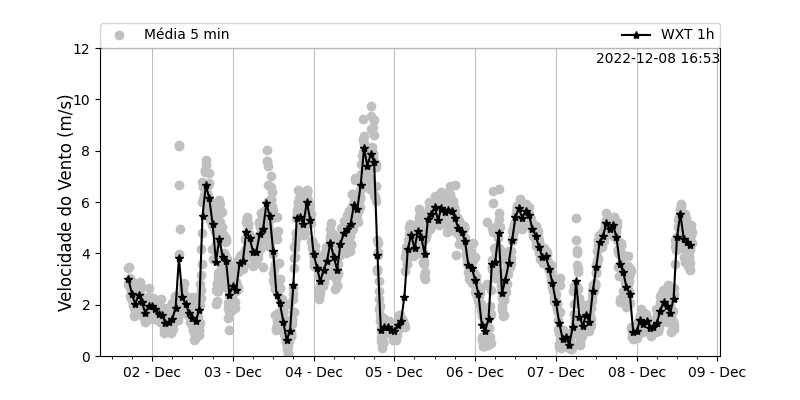 Média 5 min
WXT 1h
2022-12-08 16:53
Velocidade do Vento (m/s)
12
10
8
6
4
2
0
02 - Dec
03 - Dec
04 - Dec
05 - Dec
06 - Dec
07 - Dec
08 - Dec
09 - Dec